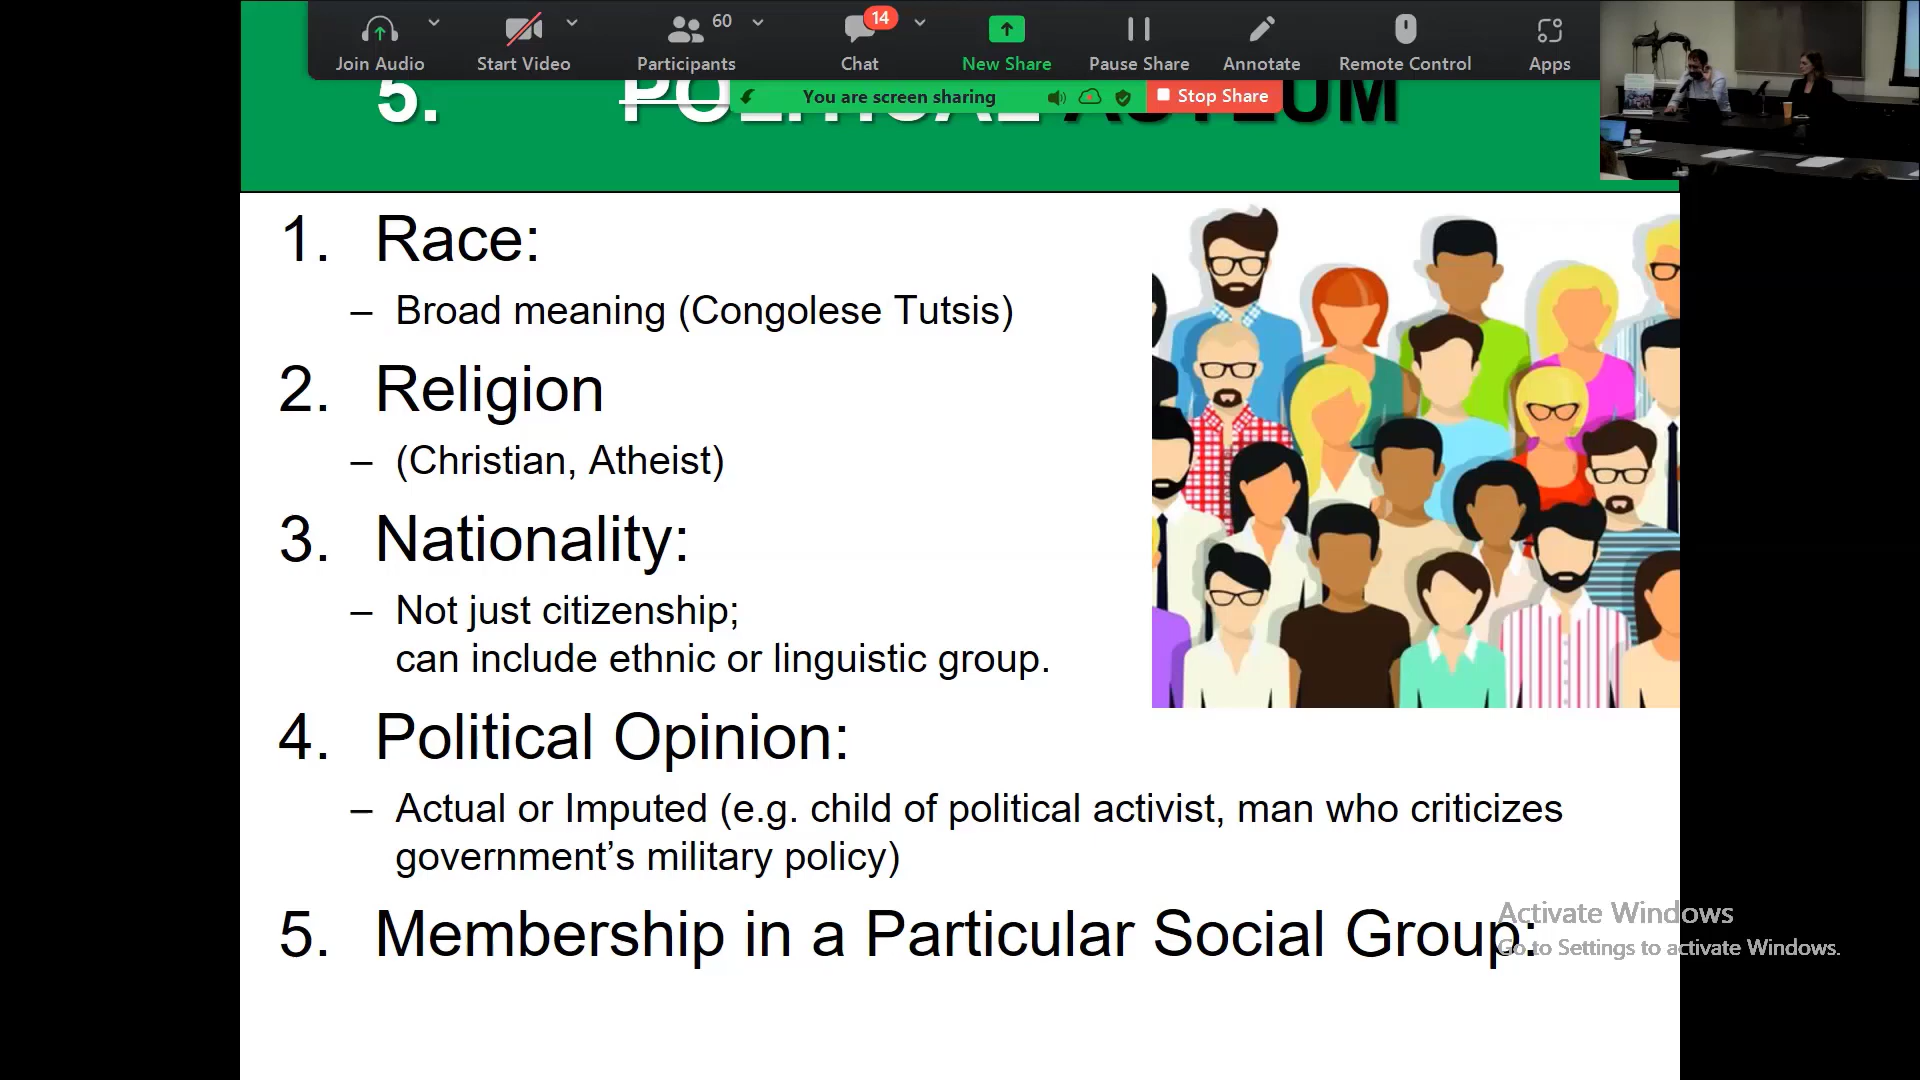 60
14
Join Audio
Start Video
Participants
Chat
New Share
Pause Share
Annotate
Remote Control
Apps
You are screen sharing
Stop Share
5. POLITICAL ASYLUM
1. Race:
– Broad meaning (Congolese Tutsis)
2. Religion
– (Christian, Atheist)
3. Nationality:
– Not just citizenship;
can include ethnic or linguistic group.
4. Political Opinion:
– Actual or Imputed (e.g. child of political activist, man who criticizes
government’s military policy)
5. Membership in a Particular Social Group:
Activate Windows
Go to Settings to activate Windows.